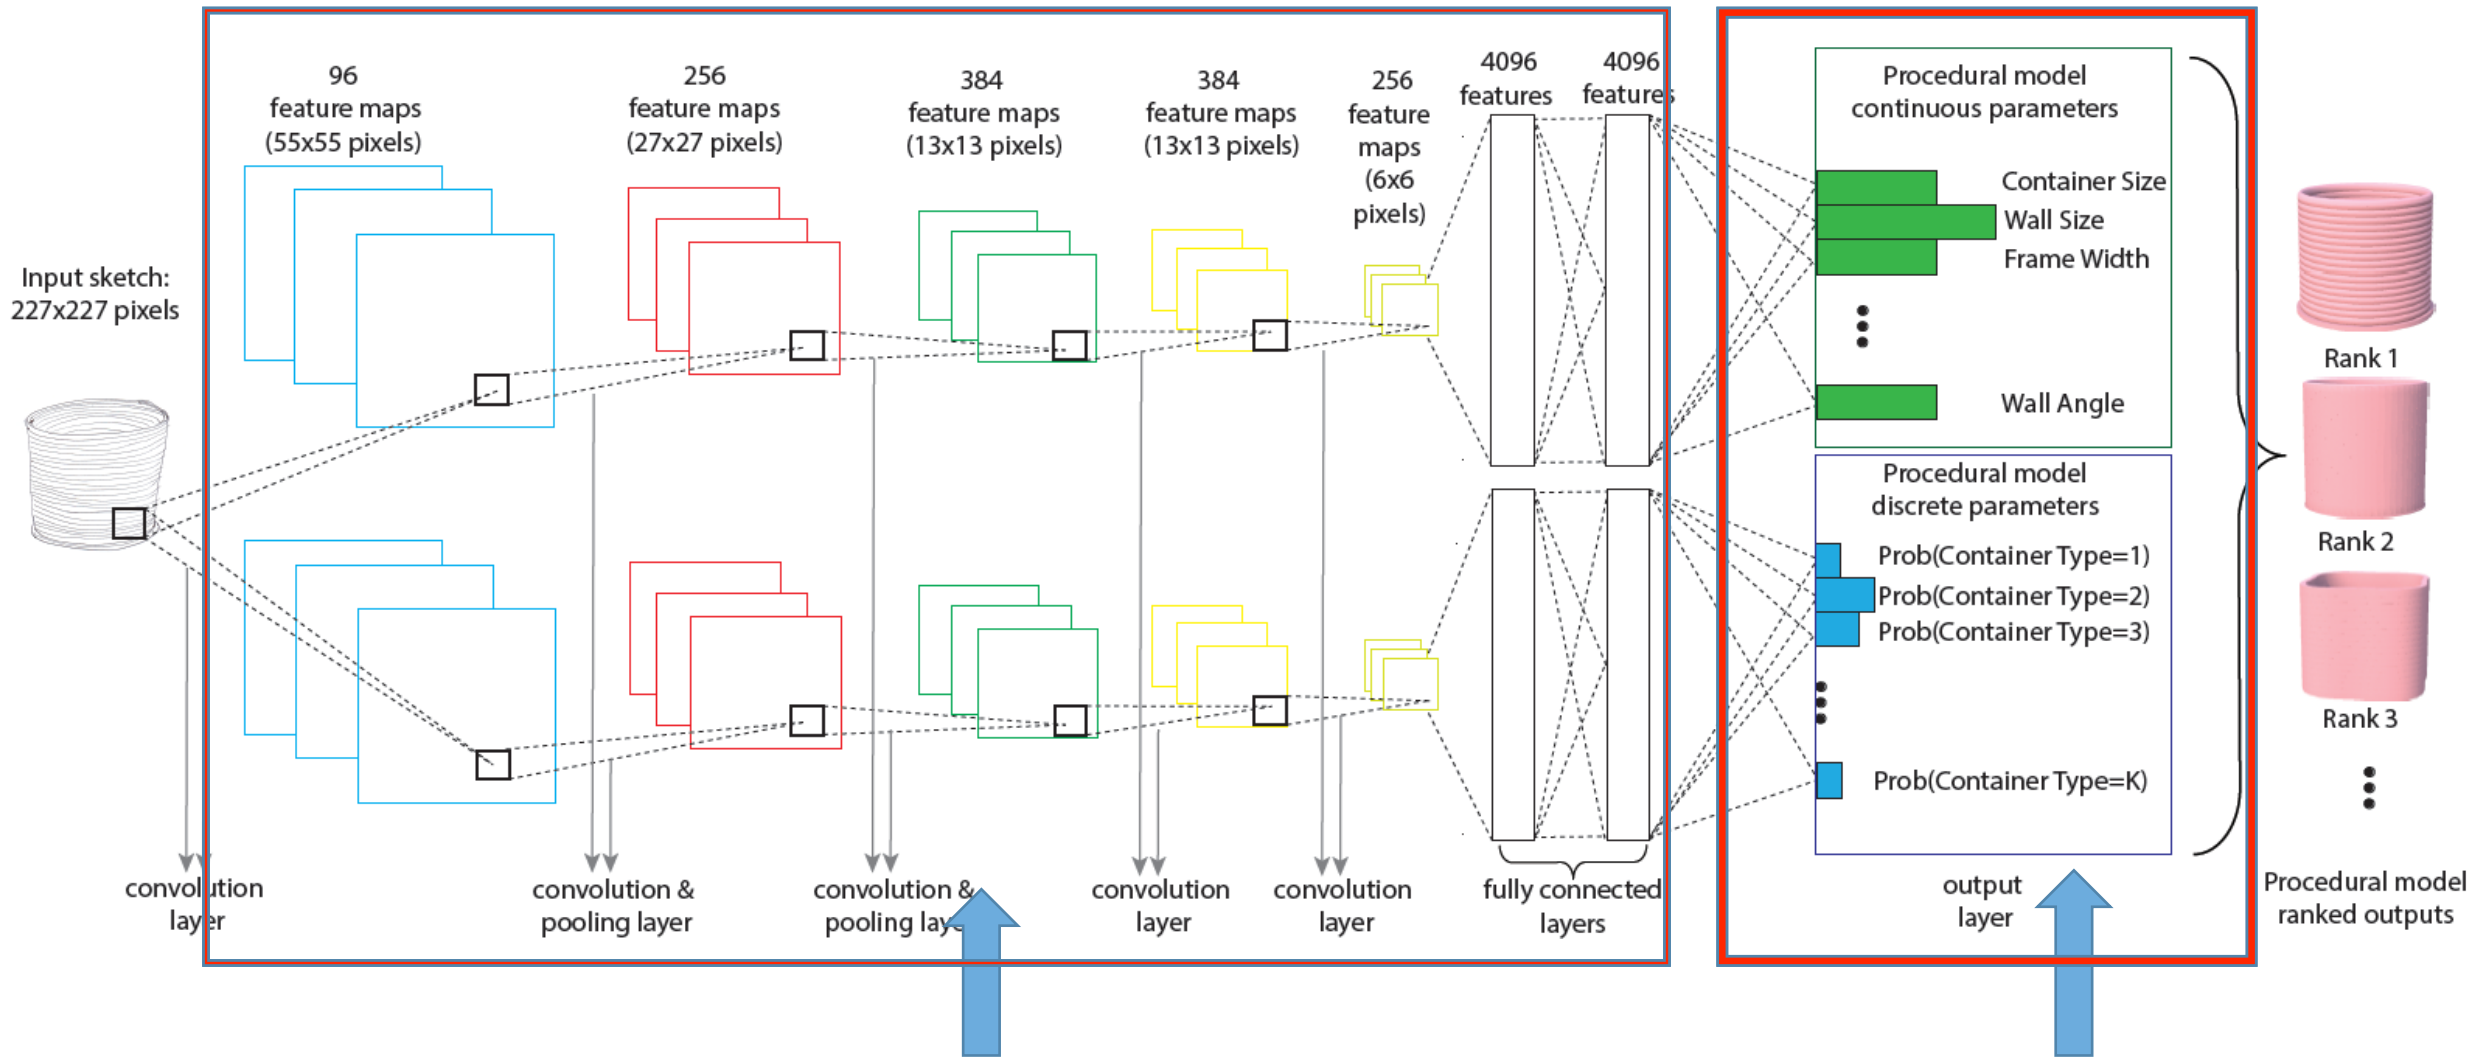 96
feature maps
(55x55 pixels)
256
feature maps
(27x27 pixels)
384
feature maps
(13x13 pixels)
384
feature maps
(13x13 pixels)
256
feature
maps
(6x6
pixels)
4096
features
4096
features
Input sketch:
227x227 pixels
Procedural model
continuous parameters
Container Size
Wall Size
Frame Width
Wall Angle
Procedural model
discrete parameters
Prob(Container Type=1)
Prob(Container Type=2)
Prob(Container Type=3)
Prob(Container Type=K)
Rank 1
Rank 2
Rank 3
convolution
layer
convolution &
pooling layer
convolution &
pooling layer
convolution
layer
convolution
layer
fully connected
layers
output
layer
Procedural model
ranked outputs